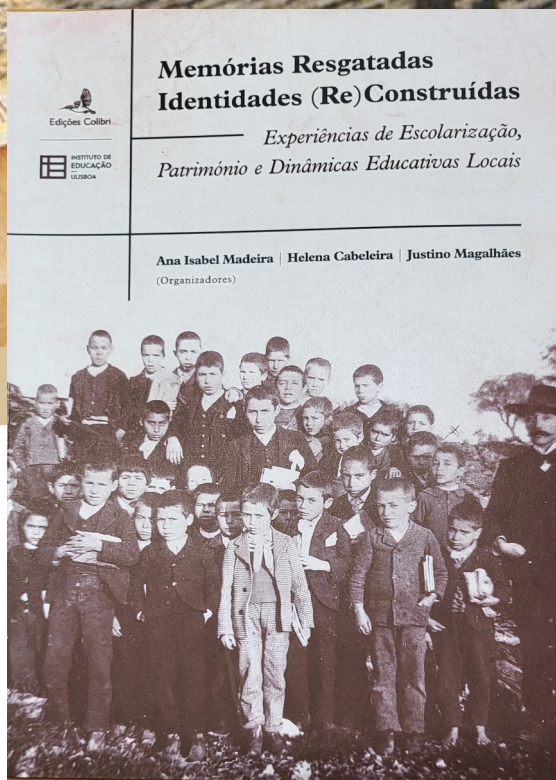 Memórias Resgatadas
Identidades (Re)Construídas
Experiências de Escolarização,
Património e Dinâmicas Educativas Locais
Edições Colibri
INSTITUTO DE
EDUCAÇÃO
ULISBOA
Ana Isabel Madeira | Helena Cabeleira | Justino Magalhães
(Organizadores)